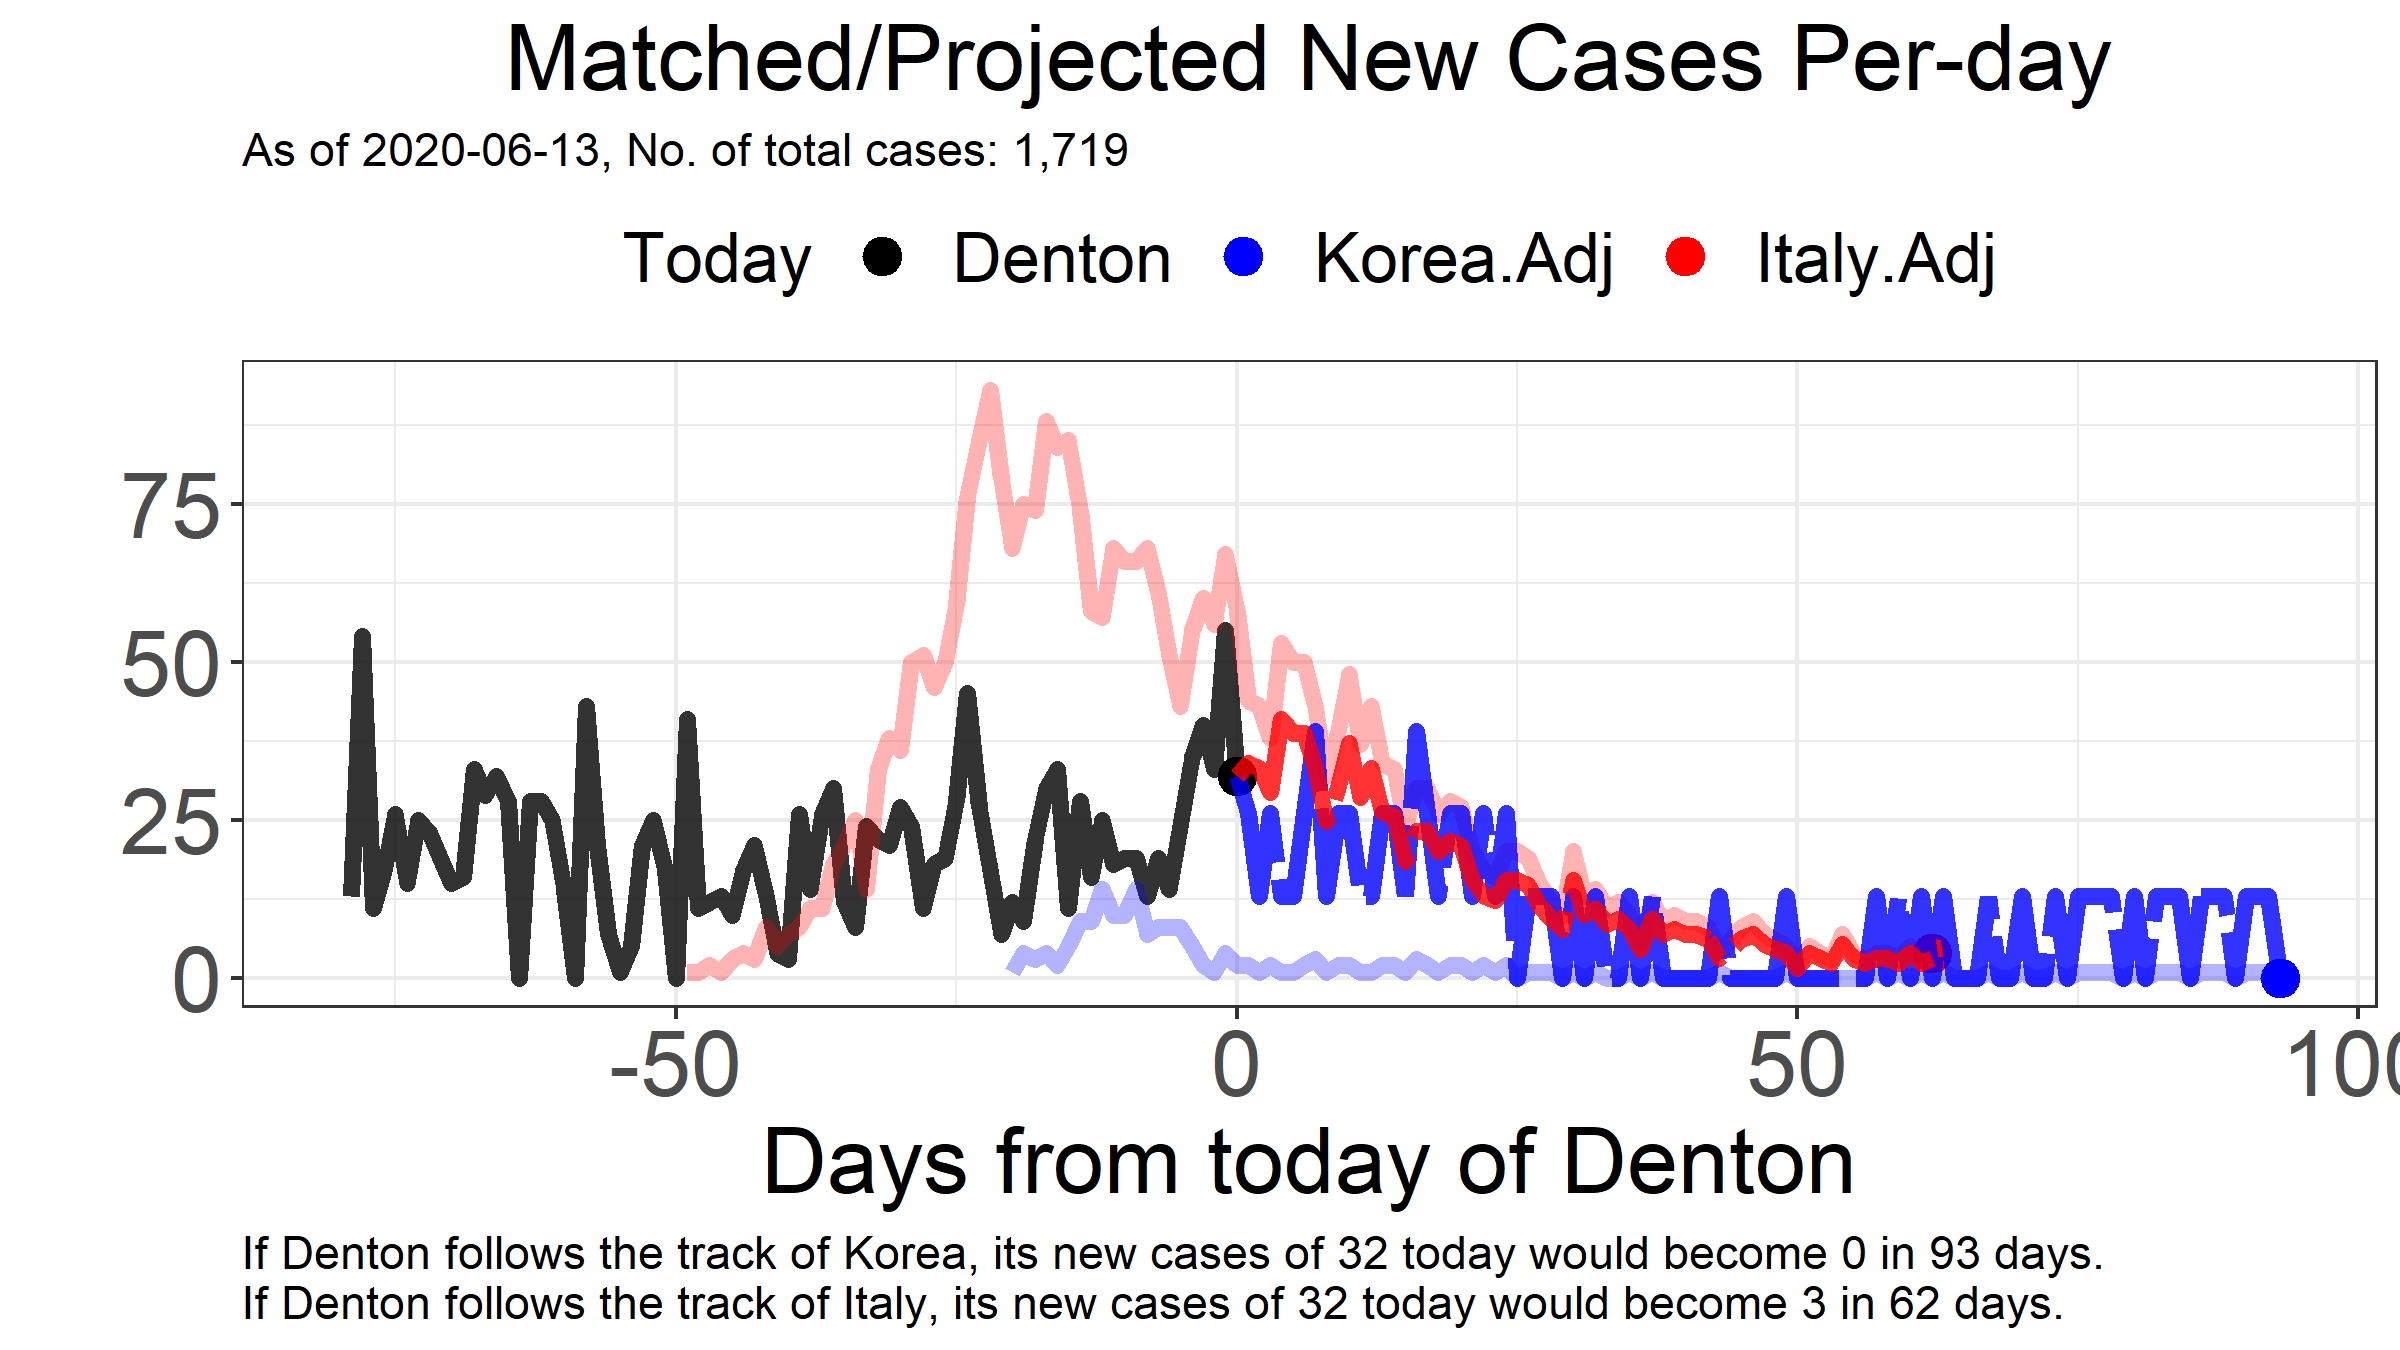 Matched/Projected New Cases Per-day
As of 2020-06-13, No. of total cases: 1,719
Today Denton Korea.Adj Italy.Adj
75
50
25
0
-50 0 50 100
Days from today of Denton
If Denton follows the track of Korea, its new cases of 32 today would become 0 in 93 days.
If Denton follows the track of Italy, its new cases of 32 today would become 3 in 62 days.